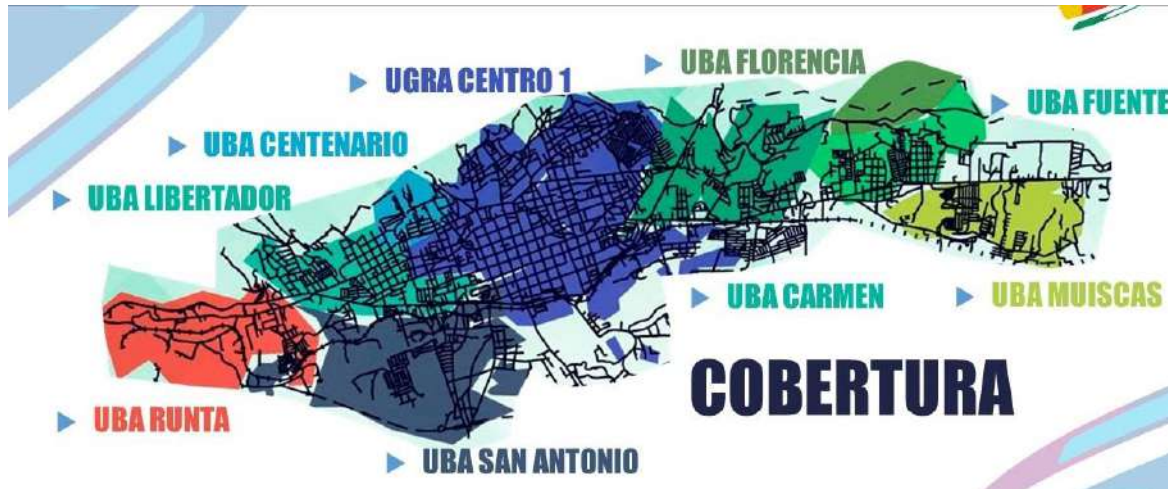 UBA FLORENCIA
UGRA CENTRO 1
UBA FUENTE
UBA CENTENARIO
UBA LIBERTADOR
UBA CARMEN
UBA MUISCAS
COBERTURA
UBA RUNTA
UBA SAN ANTONIO